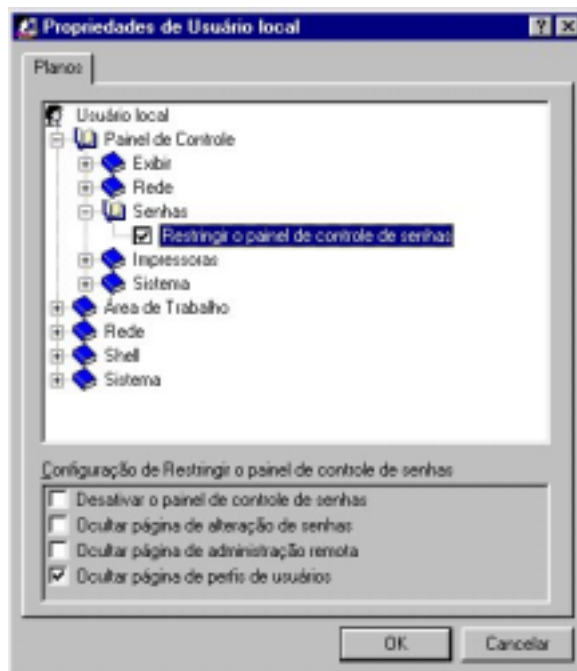 Propriedades de Usuário local
Planos
Usuário local
Painel de Controle
Exibir
Rede
Senhas
Restringir o painel de controle de senhas
Impressoras
Sistema
Área de Trabalho
Rede
Shell
Sistema
Configuração de Restringir o painel de controle de senhas
Desativar o painel de controle de senhas
Ocultar página de alteração de senhas
Ocultar página de administração remota
Ocultar página de perfis de usuários
OK
Cancelar